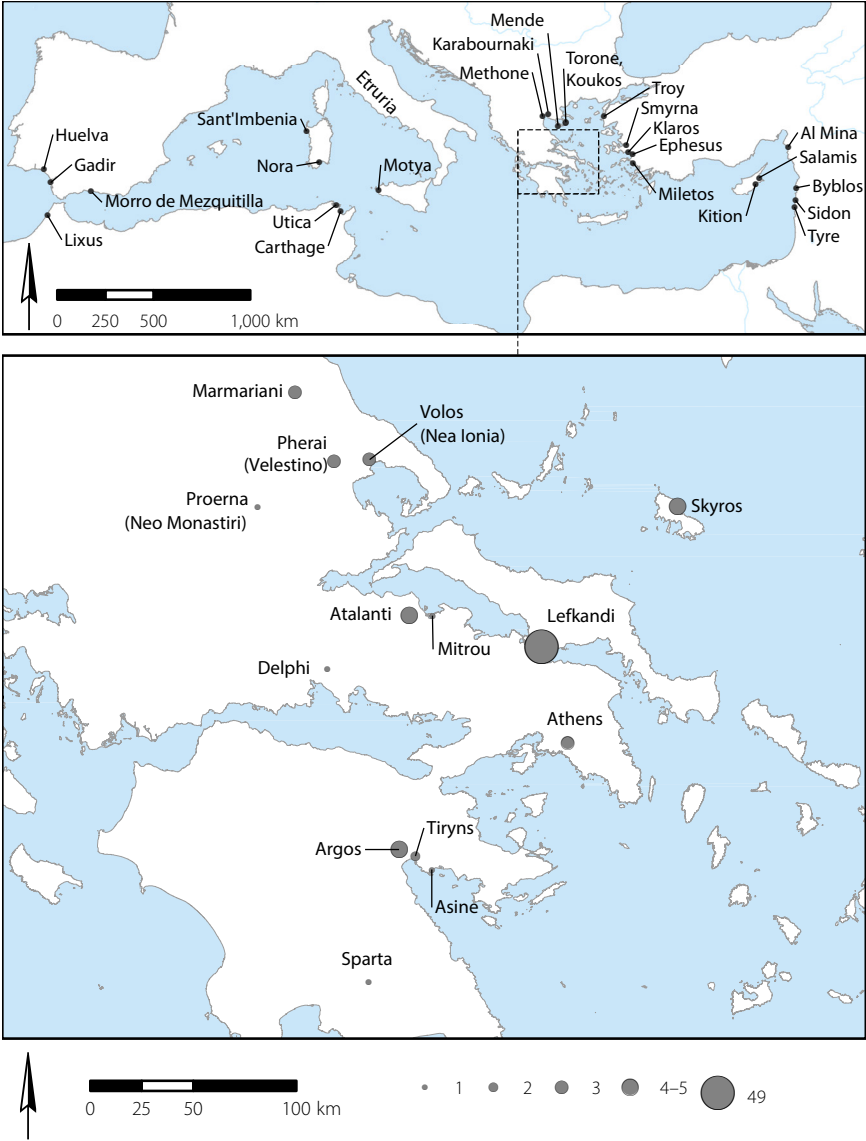 Mende
Karabournaki
Methone
Torone,
Koukos
Troy
Smyrna
Klaros
Ephesus
Miletos
Etruria
Sant'Imbenia
Nora
Motya
Huelva
Gadir
Morro de Mezquitilla
Lixus
Utica
Carthage
Al Mina
Salamis
Byblos
Kition
Sidon
Tyre
0 250 500 1,000 km
Marmariani
Volos
(Nea Ionia)
Pherai
(Velestino)
Proerna
(Neo Monastiri)
Skyros
Atalanti
Mitrou
Lefkandi
Delphi
Athens
Tiryns
Argos
Asine
Sparta
0 25 50 100 km
1 2 3 4–5 49